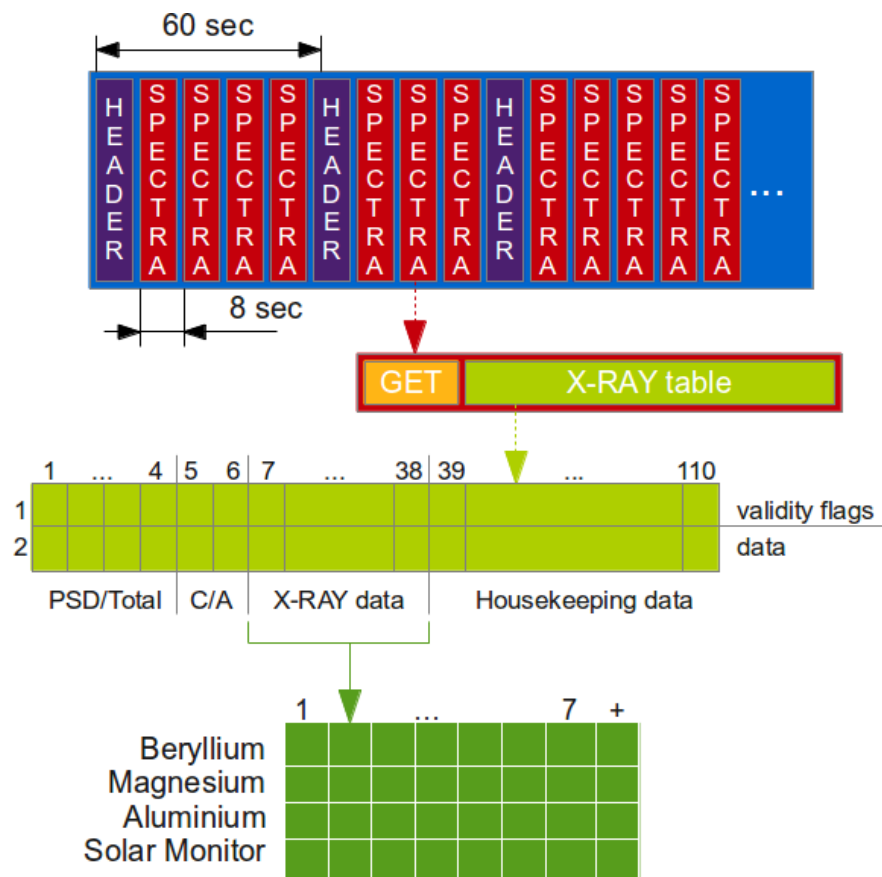 60 sec
HEADER SPECTRA SPECTRA SPECTRA SPECTRA HEADER SPECTRA SPECTRA SPECTRA HEADER SPECTRA SPECTRA SPECTRA SPECTRA SPECTRA ...
8 sec
GET X-RAY table
1 ... 4 5 6 7 ... 38 39 ... 110
1 validity flags
2 data
PSD/Total C/A X-RAY data Housekeeping data
1 ... 7 +
Beryllium
Magnesium
Aluminium
Solar Monitor